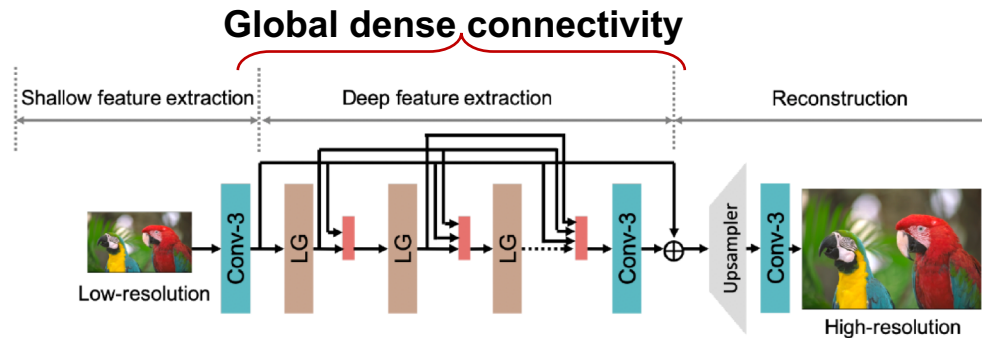 Global dense connectivity
Shallow feature extraction
Deep feature extraction
Reconstruction
Low-resolution
Conv-3
LG
LG
LG
Conv-3
Upsampler
Conv-3
High-resolution